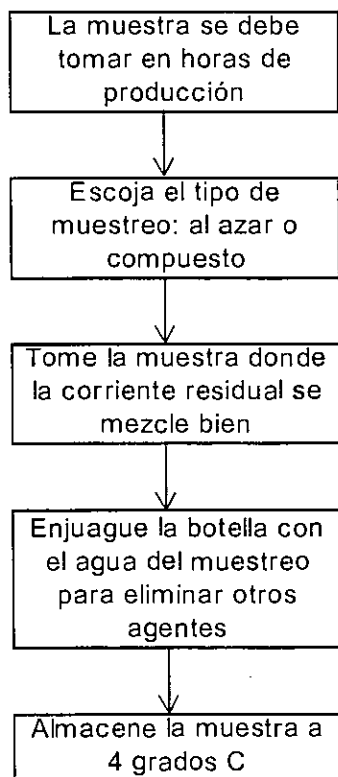 La muestra se debe
tomar en horas de
producción
Escoja el tipo de
muestreo: al azar o
compuesto
Tome la muestra donde
la corriente residual se
mezcle bien
Enjuague la botella con
el agua del muestreo
para eliminar otros
agentes
Almacene la muestra a
4 grados C